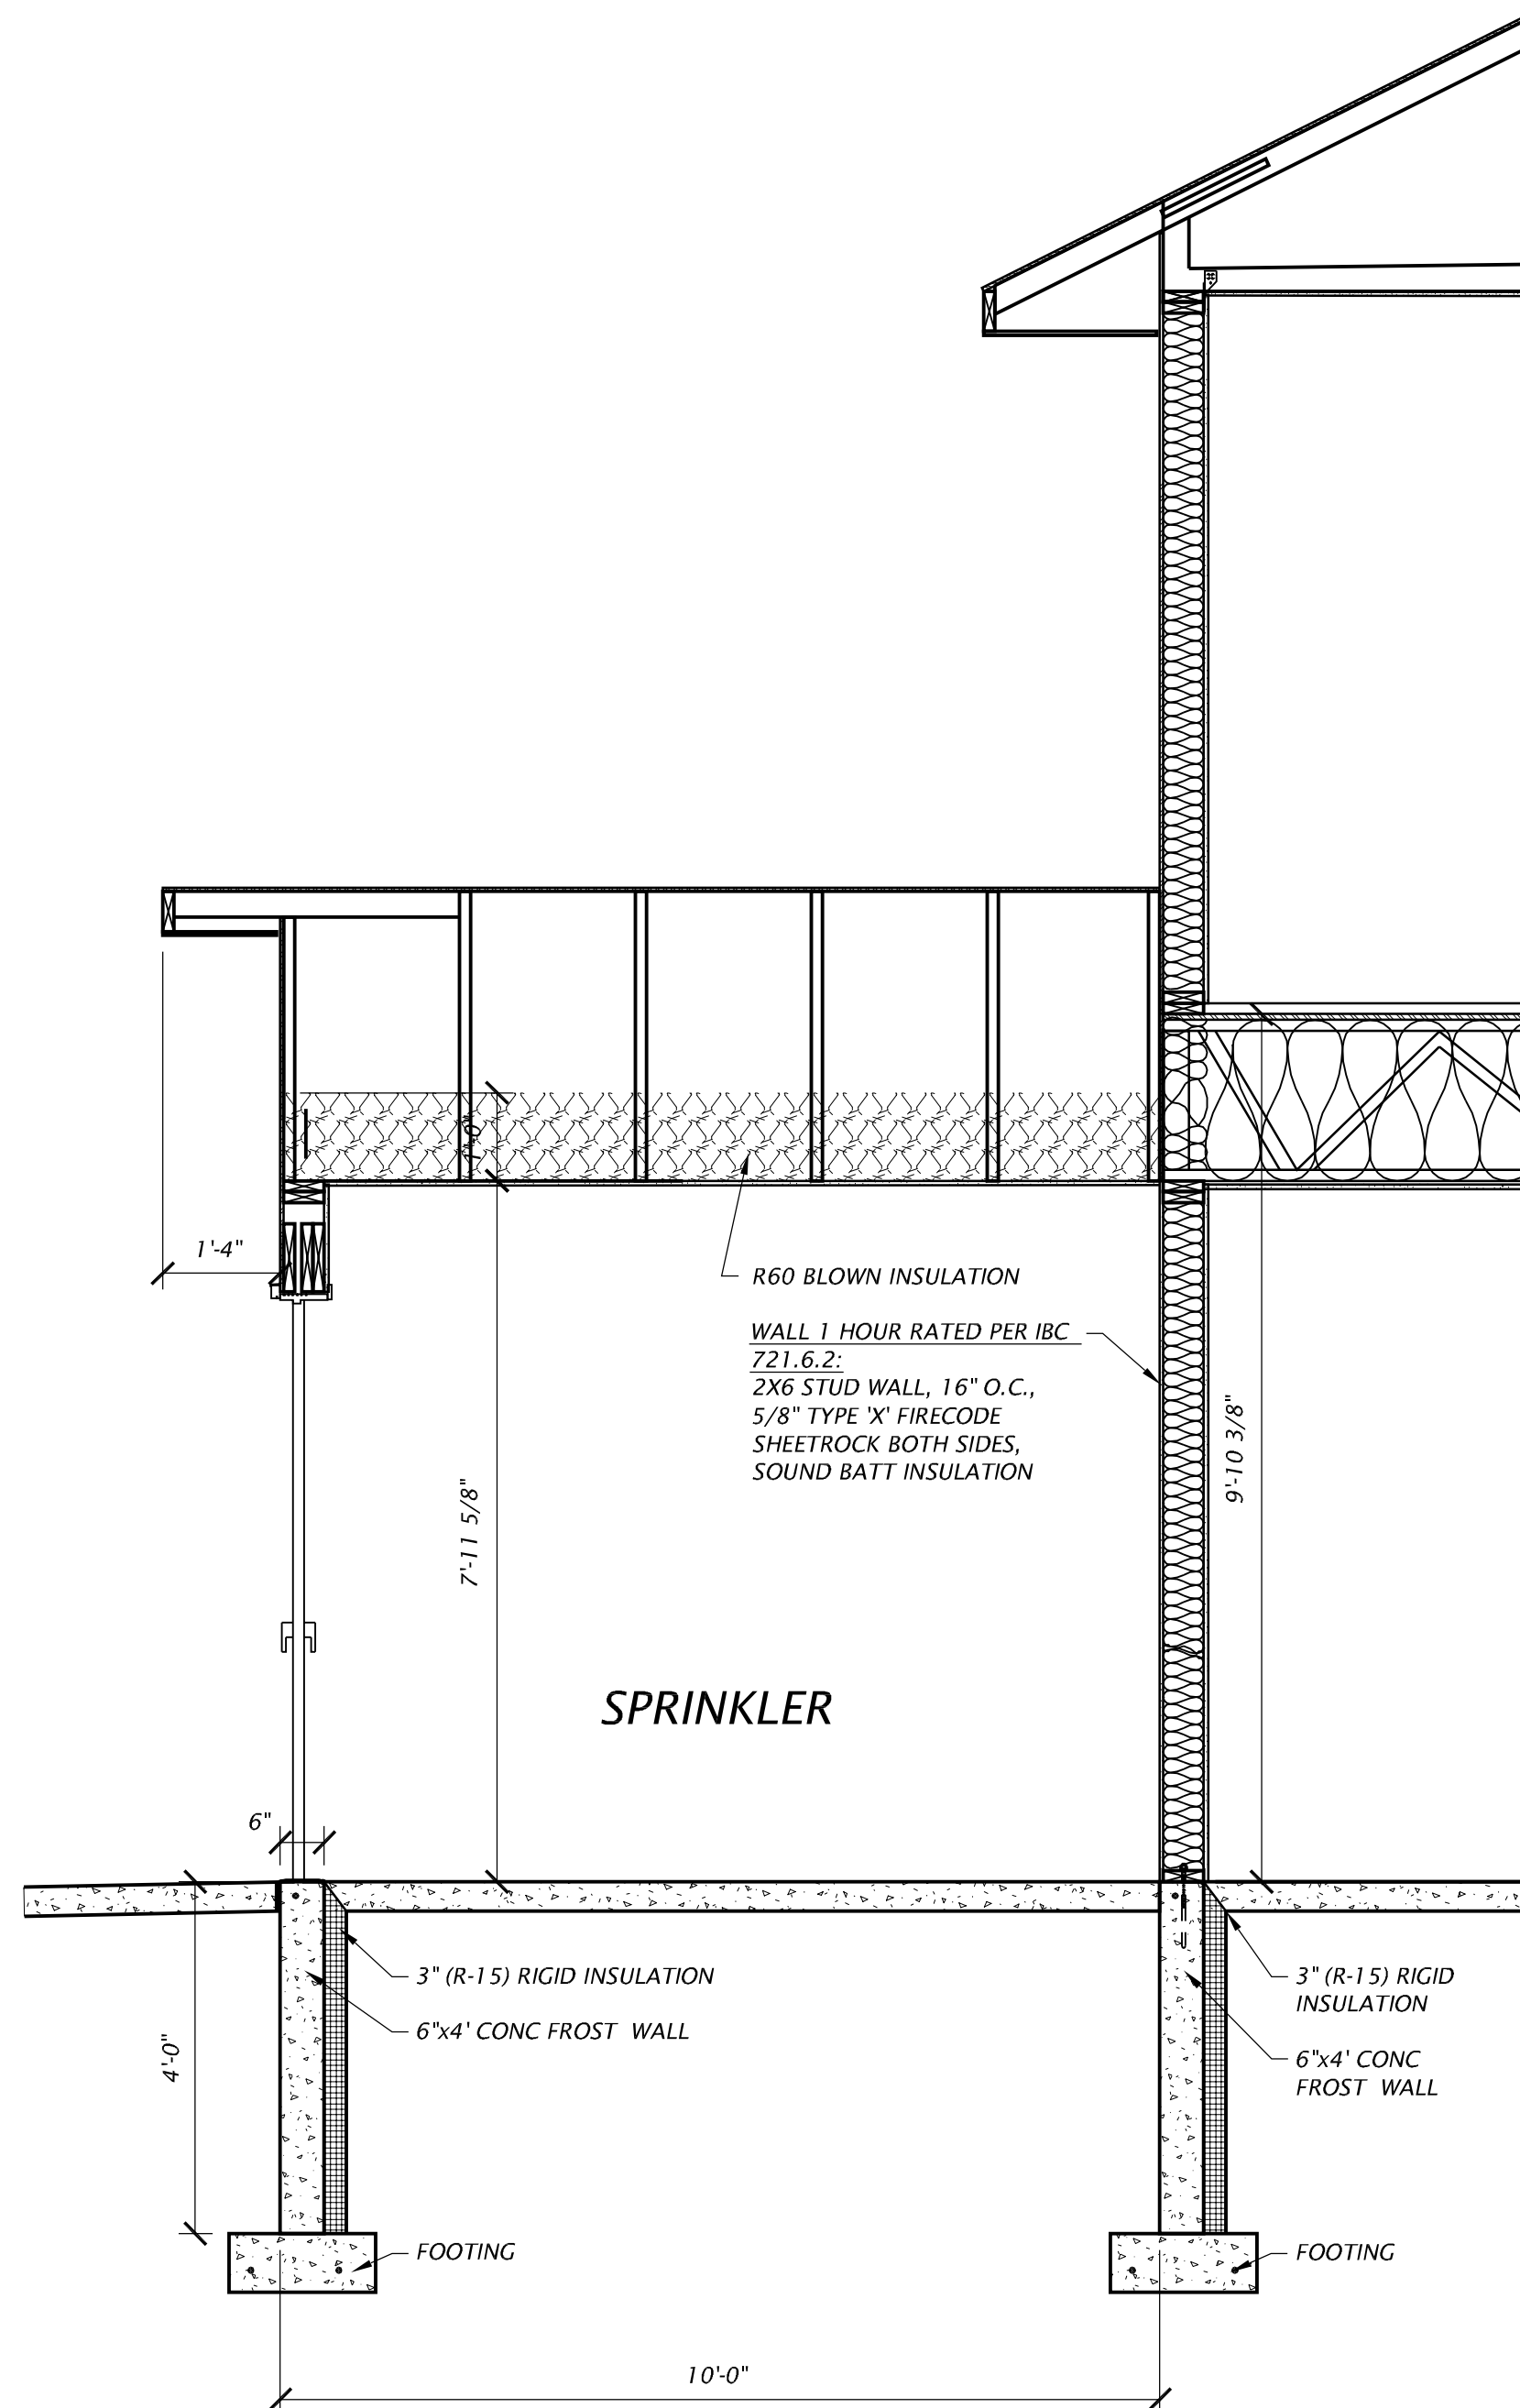 1'-0"
1'-4"
R60 BLOWN INSULATION
WALL 1 HOUR RATED PER IBC
721.6.2:
2X6 STUD WALL, 16" O.C.,
5/8" TYPE 'X' FIRECODE
SHEETROCK BOTH SIDES,
SOUND BATT INSULATION
9'-10 3/8"
7'-11 5/8"
SPRINKLER
6"
3" (R-15) RIGID INSULATION
6"x4' CONC FROST WALL
3" (R-15) RIGID
INSULATION
6"x4' CONC
FROST WALL
4'-0"
FOOTING
FOOTING
10'-0"